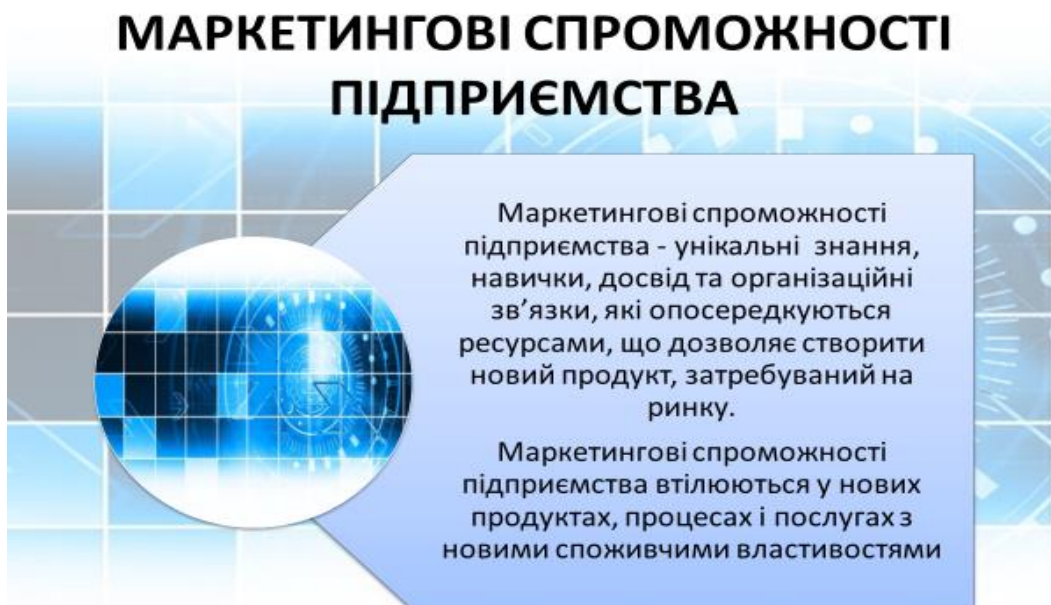 МАРКЕТИНГОВІ СПРОМОЖНОСТІ
ПІДПРИЄМСТВА
Маркетингові спроможності
підприємства - унікальні знання,
навички, досвід та організаційні
зв’язки, які опосередкуються
ресурсами, що дозволяє створити
новий продукт, затребуваний на
ринку.
Маркетингові спроможності
підприємства втілюються у нових
продуктах, процесах і послугах з
новими споживчими властивостями